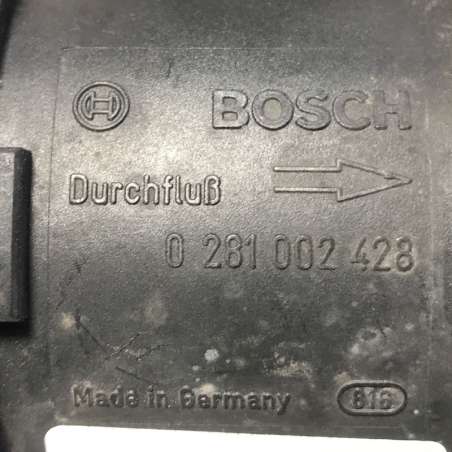 BOSCH
Durchfluß
0 281 002 428
Made in Germany 816